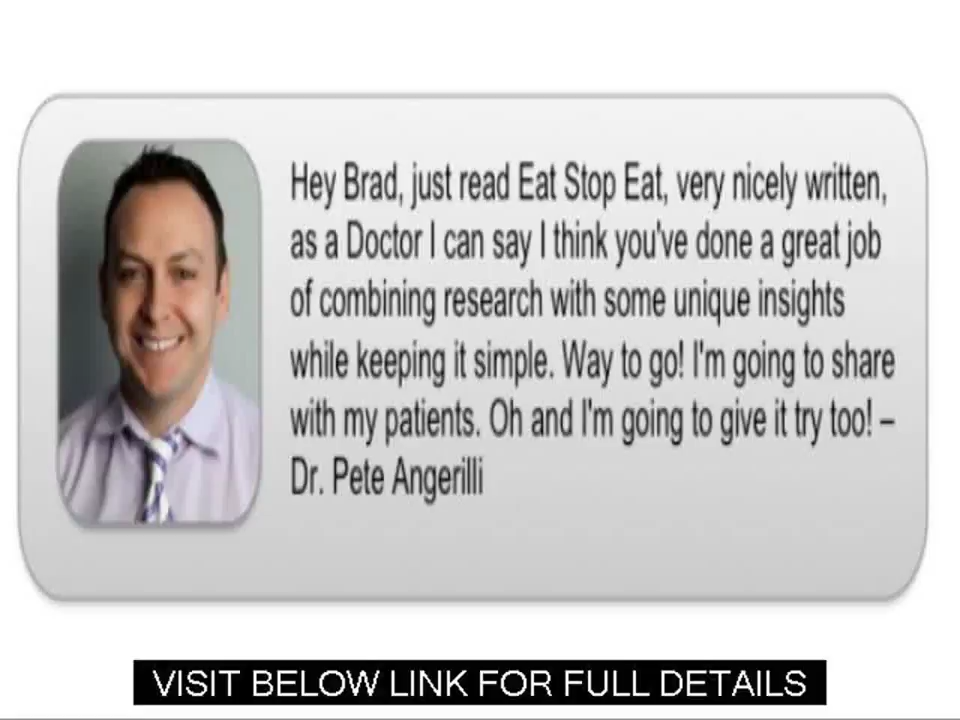 Hey Brad, just read Eat Stop Eat, very nicely written,
as a Doctor I can say I think you've done a great job
of combining research with some unique insights
while keeping it simple. Way to go! I'm going to share
with my patients. Oh and I'm going to give it try too! –
Dr. Pete Angerilli
VISIT BELOW LINK FOR FULL DETAILS